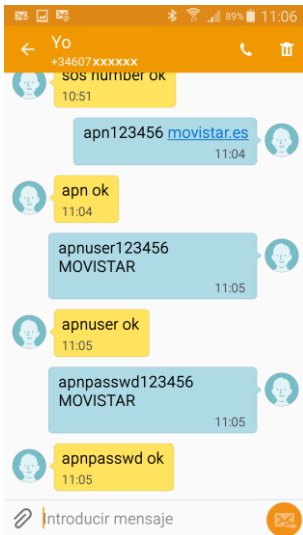 89% 11:06
Yo
+34607xxxxxx
sos number ok
10:51
apn123456 movistar.es
11:04
apn ok
11:04
apnuser123456
MOVISTAR
11:05
apnuser ok
11:05
apnpasswd123456
MOVISTAR
11:05
apnpasswd ok
11:05
Introducir mensaje